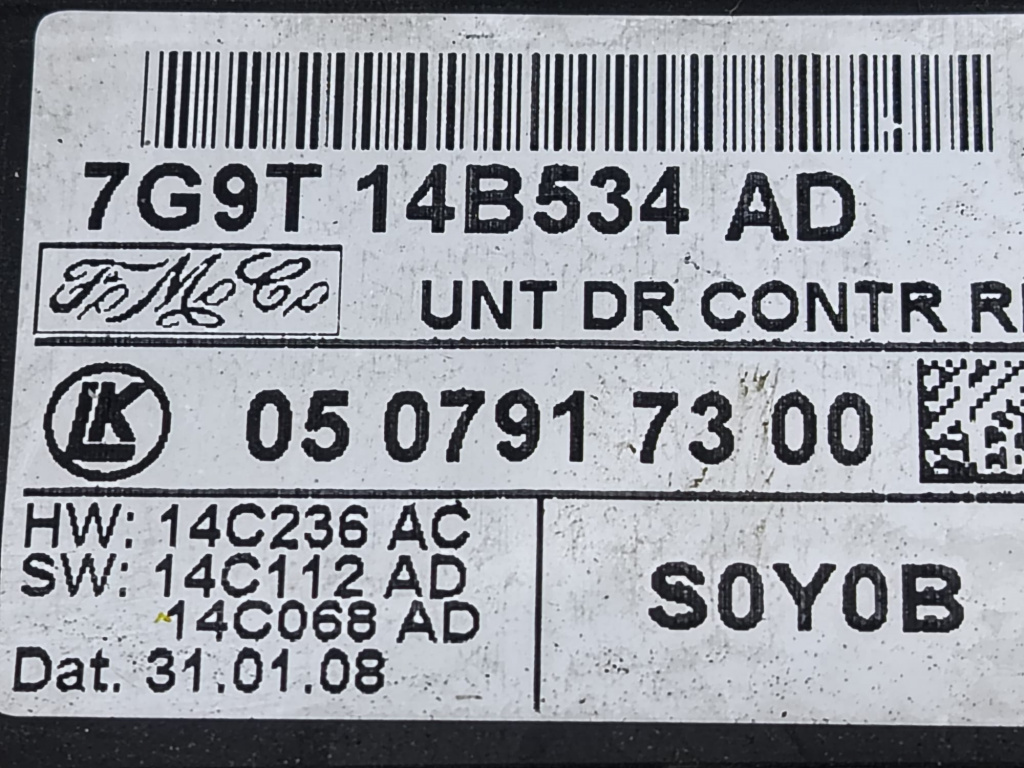 7G9T 14B534 AD
FoMoCo
UNT DR CONTR
LK
05 0791 73 00
HW: 14C236 AC
SW: 14C112 AD
14C068 AD
Dat. 31.01.08
S0Y0B